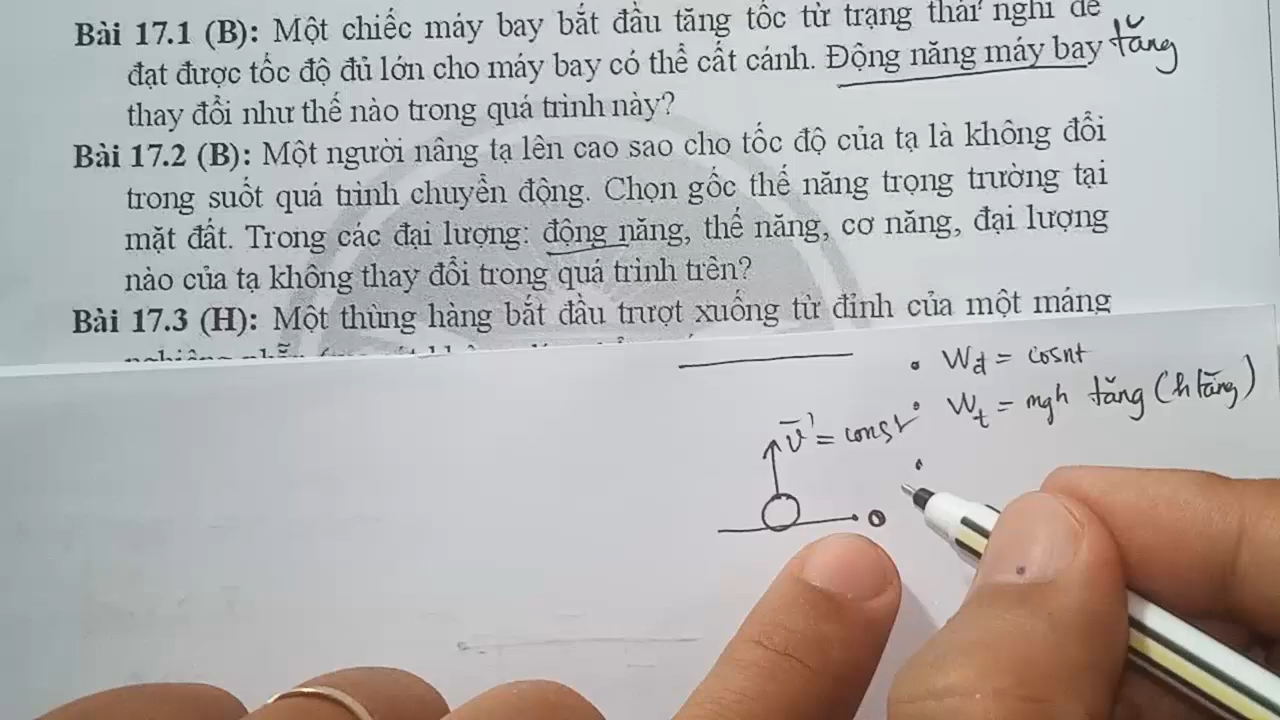 Bài 17.1 (B): Một chiếc máy bay bắt đầu tăng tốc từ trạng thái nghỉ để
đạt được tốc độ đủ lớn cho máy bay có thể cất cánh. Động năng máy bay tăng
thay đổi như thế nào trong quá trình này?
Bài 17.2 (B): Một người nâng tạ lên cao sao cho tốc độ của tạ là không đổi
trong suốt quá trình chuyển động. Chọn gốc thế năng trọng trường tại
mặt đất. Trong các đại lượng: động năng, thế năng, cơ năng, đại lượng
nào của tạ không thay đổi trong quá trình trên?
Bài 17.3 (H): Một thùng hàng bắt đầu trượt xuống từ đỉnh của một máng
• Wđ = cosnt
• Wt = mgh tăng (h tăng)
v = const
O